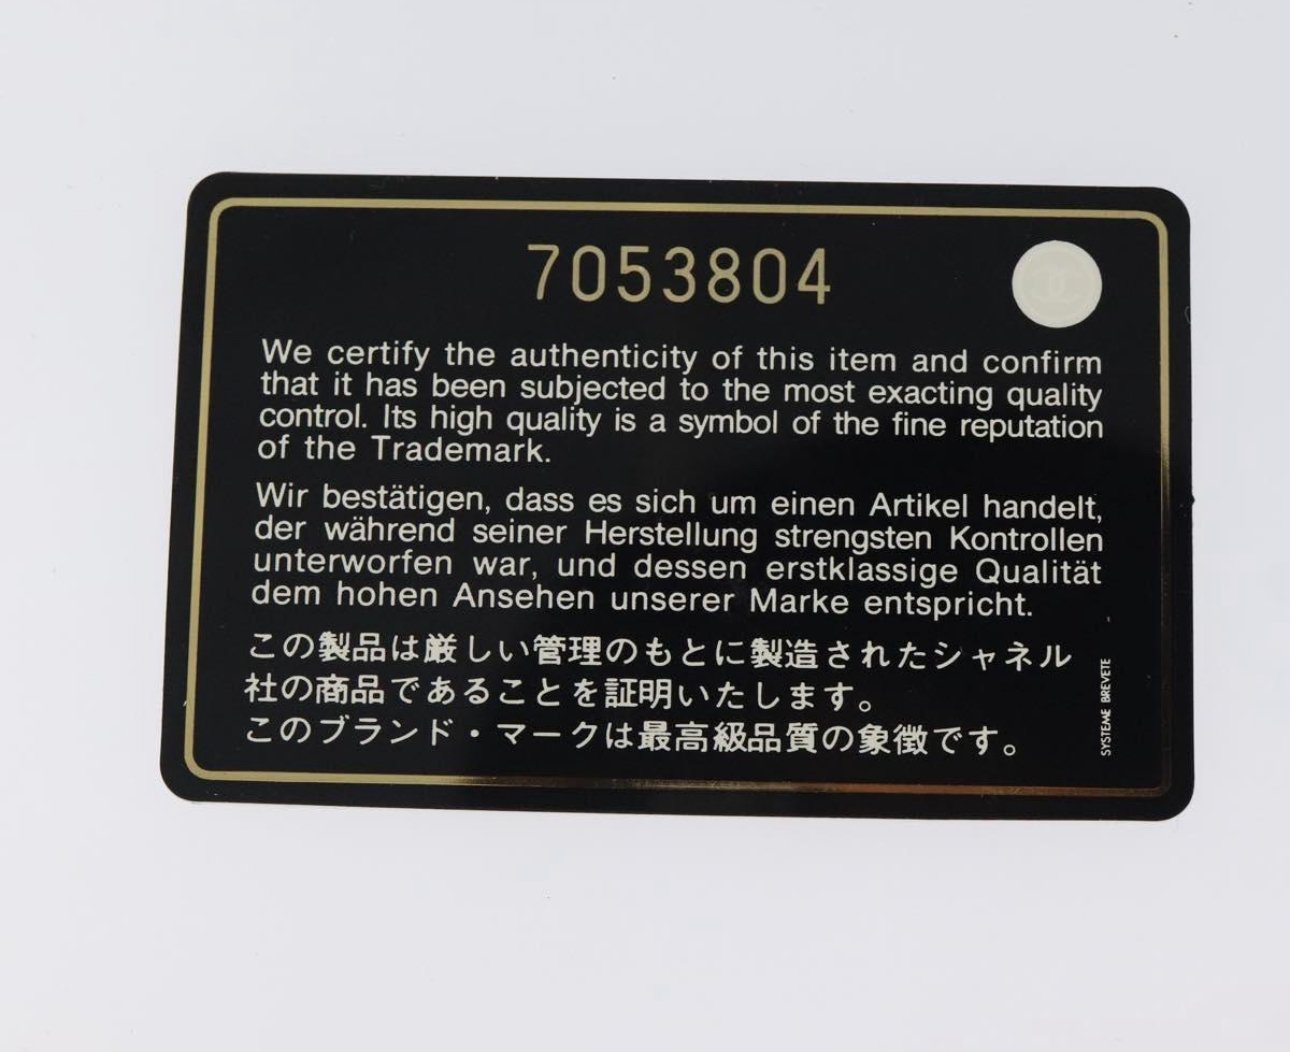 7053804
We certify the authenticity of this item and confirm
that it has been subjected to the most exacting quality
control. Its high quality is a symbol of the fine reputation
of the Trademark.
Wir bestätigen, dass es sich um einen Artikel handelt,
der während seiner Herstellung strengsten Kontrollen
unterworfen war, und dessen erstklassige Qualität
dem hohen Ansehen unserer Marke entspricht.
この製品は厳しい管理のもとに製造されたシャネル
社の商品であることを証明いたします。
このブランド・マークは最高級品質の象徴です。
SYSTEME BREVETE